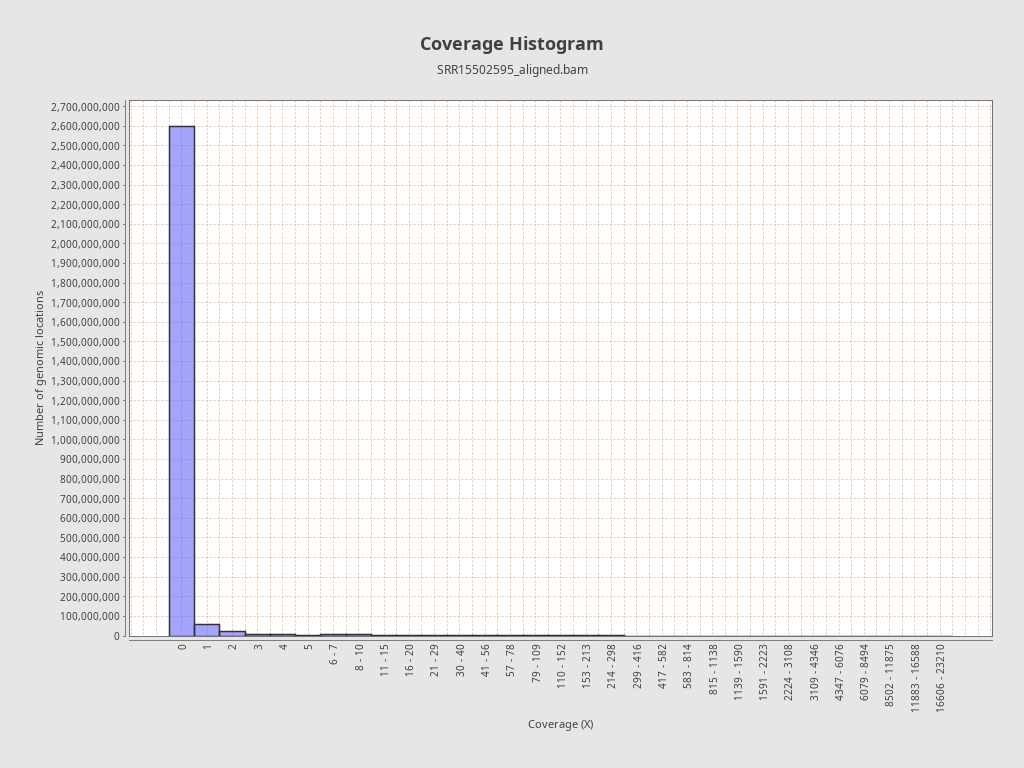 Coverage Histogram
SRR15502595_aligned.bam
Number of genomic locations
2,700,000,000
2,600,000,000
2,500,000,000
2,400,000,000
2,300,000,000
2,200,000,000
2,100,000,000
2,000,000,000
1,900,000,000
1,800,000,000
1,700,000,000
1,600,000,000
1,500,000,000
1,400,000,000
1,300,000,000
1,200,000,000
1,100,000,000
1,000,000,000
900,000,000
800,000,000
700,000,000
600,000,000
500,000,000
400,000,000
300,000,000
200,000,000
100,000,000
0
0
1
2
3
4
5
6 - 7
8 - 10
11 - 15
16 - 20
21 - 29
30 - 40
41 - 56
57 - 78
79 - 109
110 - 152
153 - 213
214 - 298
299 - 416
417 - 582
583 - 814
815 - 1138
1139 - 1590
1591 - 2223
2224 - 3108
3109 - 4346
4347 - 6076
6079 - 8494
8502 - 11875
11883 - 16588
16606 - 23210
Coverage (X)